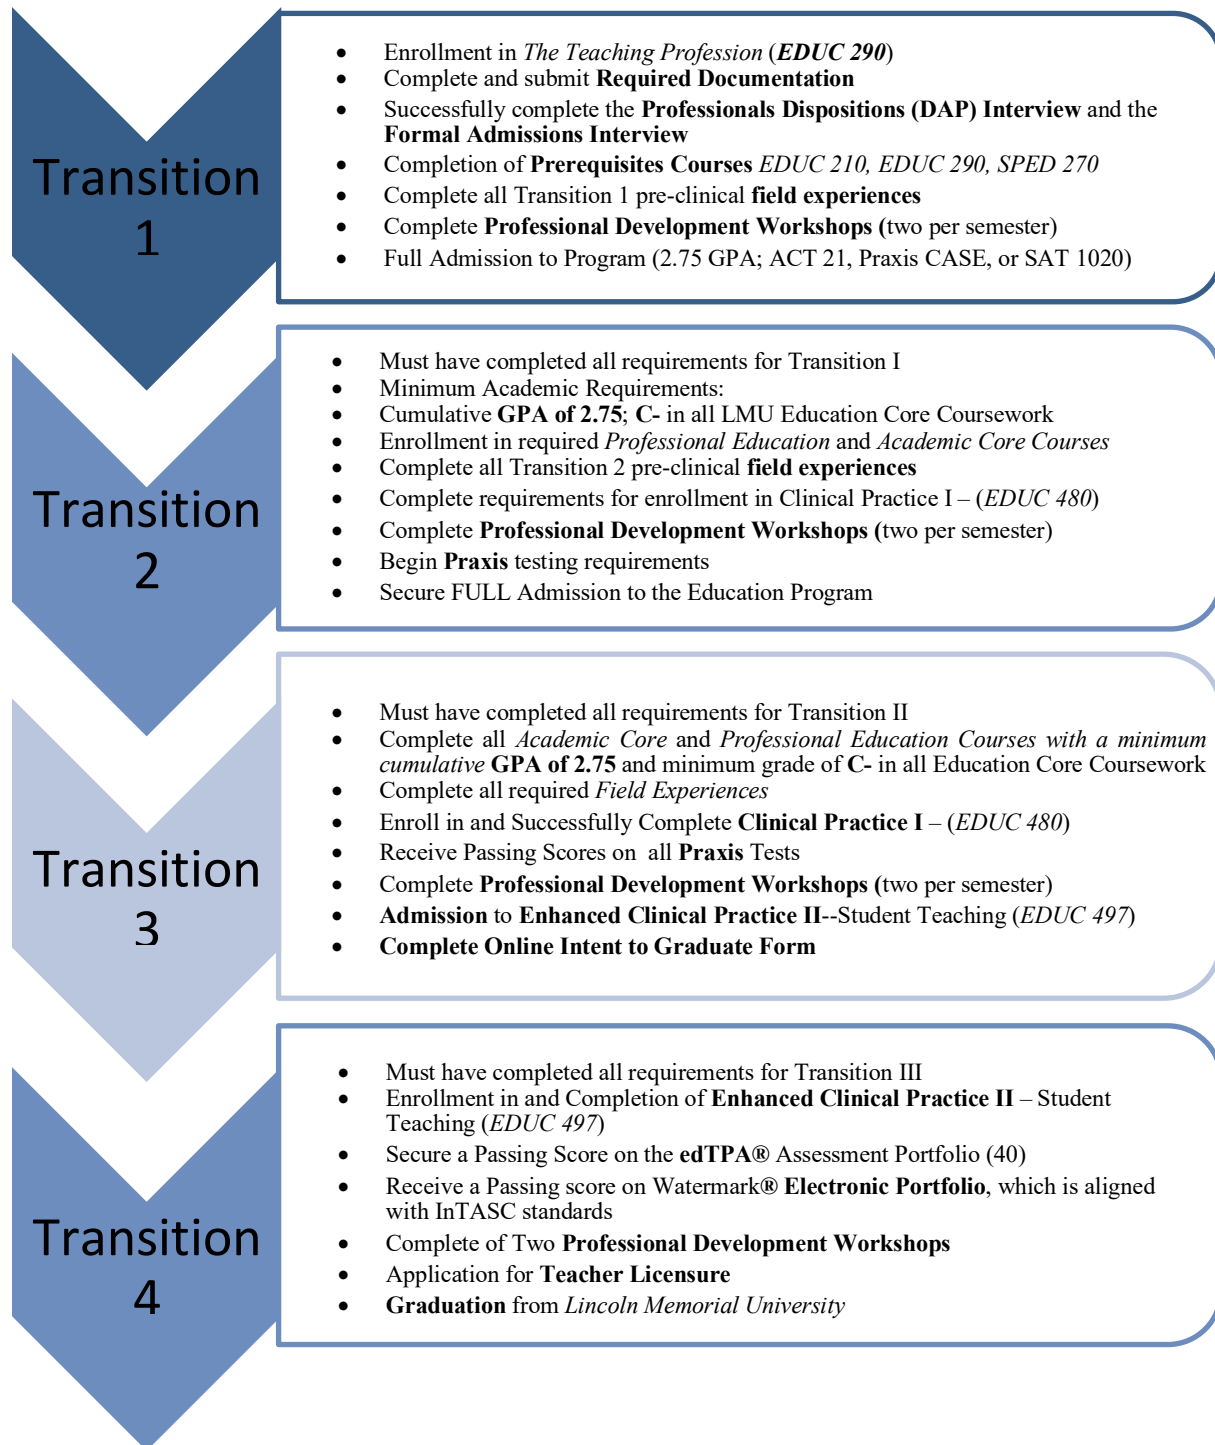 Transition
1
• Enrollment in The Teaching Profession (EDUC 290)
• Complete and submit Required Documentation
• Successfully complete the Professionals Dispositions (DAP) Interview and the
Formal Admissions Interview
• Completion of Prerequisites Courses EDUC 210, EDUC 290, SPED 270
• Complete all Transition 1 pre-clinical field experiences
• Complete Professional Development Workshops (two per semester)
• Full Admission to Program (2.75 GPA; ACT 21, Praxis CASE, or SAT 1020)
Transition
2
• Must have completed all requirements for Transition I
• Minimum Academic Requirements:
• Cumulative GPA of 2.75; C- in all LMU Education Core Coursework
• Enrollment in required Professional Education and Academic Core Courses
• Complete all Transition 2 pre-clinical field experiences
• Complete requirements for enrollment in Clinical Practice I – (EDUC 480)
• Complete Professional Development Workshops (two per semester)
• Begin Praxis testing requirements
• Secure FULL Admission to the Education Program
Transition
3
• Must have completed all requirements for Transition II
• Complete all Academic Core and Professional Education Courses with a minimum
cumulative GPA of 2.75 and minimum grade of C- in all Education Core Coursework
• Complete all required Field Experiences
• Enroll in and Successfully Complete Clinical Practice I – (EDUC 480)
• Receive Passing Scores on all Praxis Tests
• Complete Professional Development Workshops (two per semester)
• Admission to Enhanced Clinical Practice II--Student Teaching (EDUC 497)
• Complete Online Intent to Graduate Form
Transition
4
• Must have completed all requirements for Transition III
• Enrollment in and Completion of Enhanced Clinical Practice II – Student
Teaching (EDUC 497)
• Secure a Passing Score on the edTPA® Assessment Portfolio (40)
• Receive a Passing score on Watermark® Electronic Portfolio, which is aligned
with InTASC standards
• Complete of Two Professional Development Workshops
• Application for Teacher Licensure
• Graduation from Lincoln Memorial University